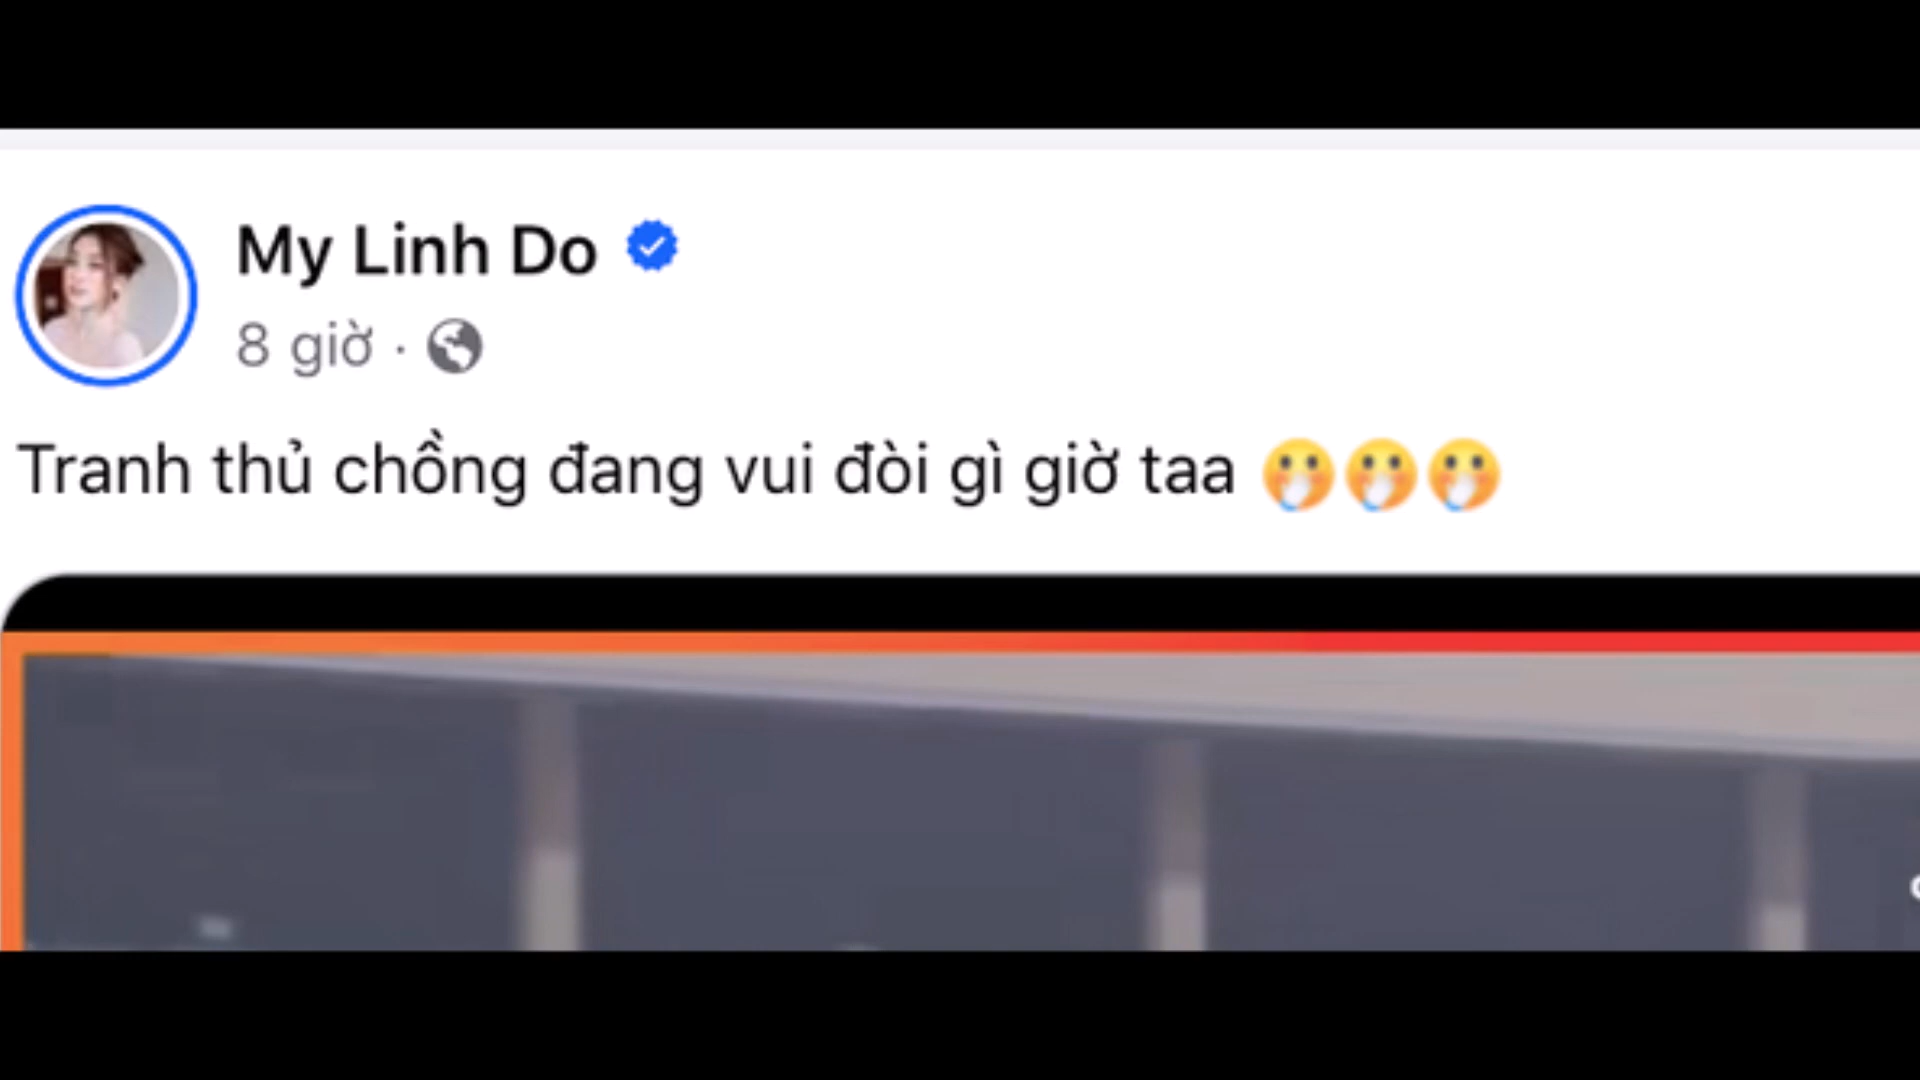 My Linh Do
8 giờ ·
Tranh thủ chồng đang vui đòi gì giờ taa 🫢🫢🫢